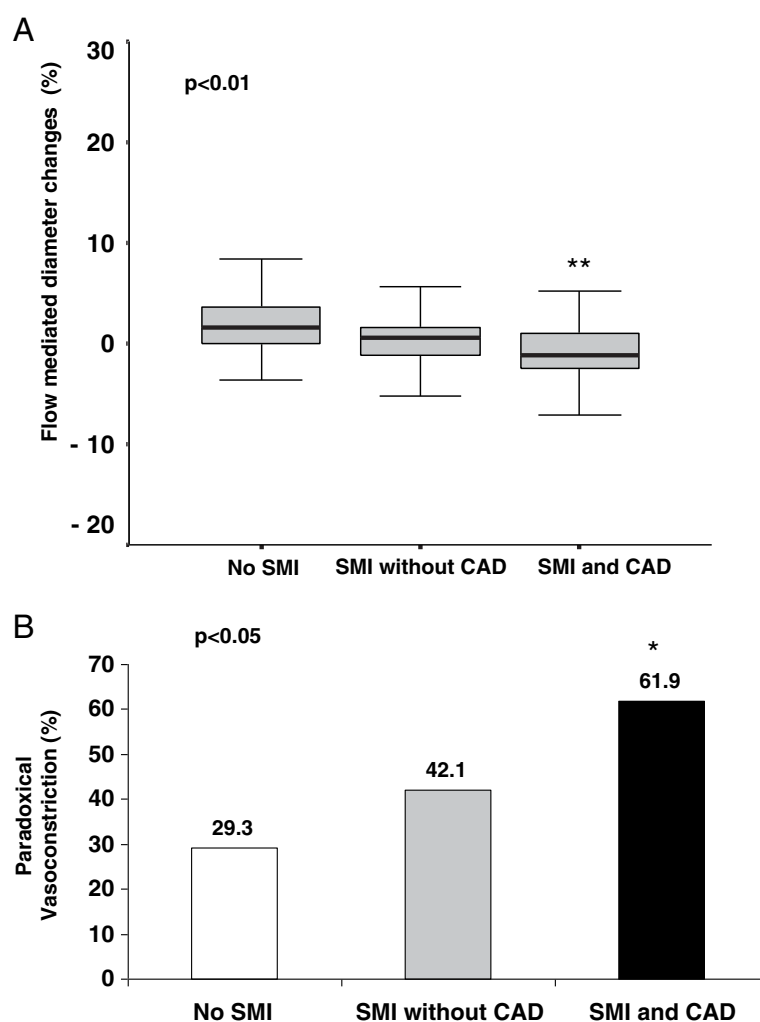 A
Flow mediated diameter changes (%)
30
20
10
0
- 10
- 20
p<0.01
**
No SMI
SMI without CAD
SMI and CAD
B
Paradoxical
Vasoconstriction (%)
70
60
50
40
30
20
10
0
p<0.05
29.3
42.1
*
61.9
No SMI
SMI without CAD
SMI and CAD